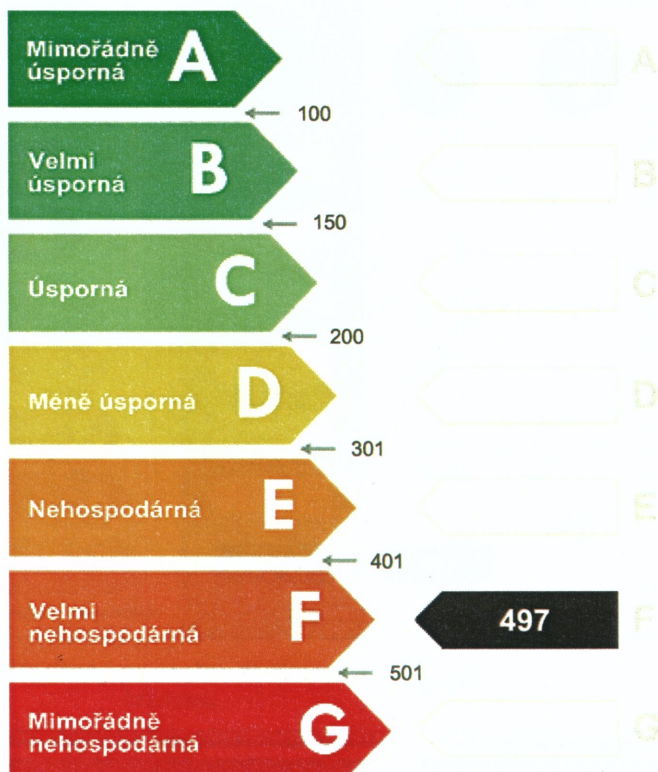 Mimořádně
úsporná
A
A
100
Velmi
úsporná
B
B
150
Úsporná
C
C
200
Méně úsporná
D
D
301
Nehospodárná
E
E
401
Velmi
nehospodárná
F
497
F
501
Mimořádně
nehospodárná
G
G